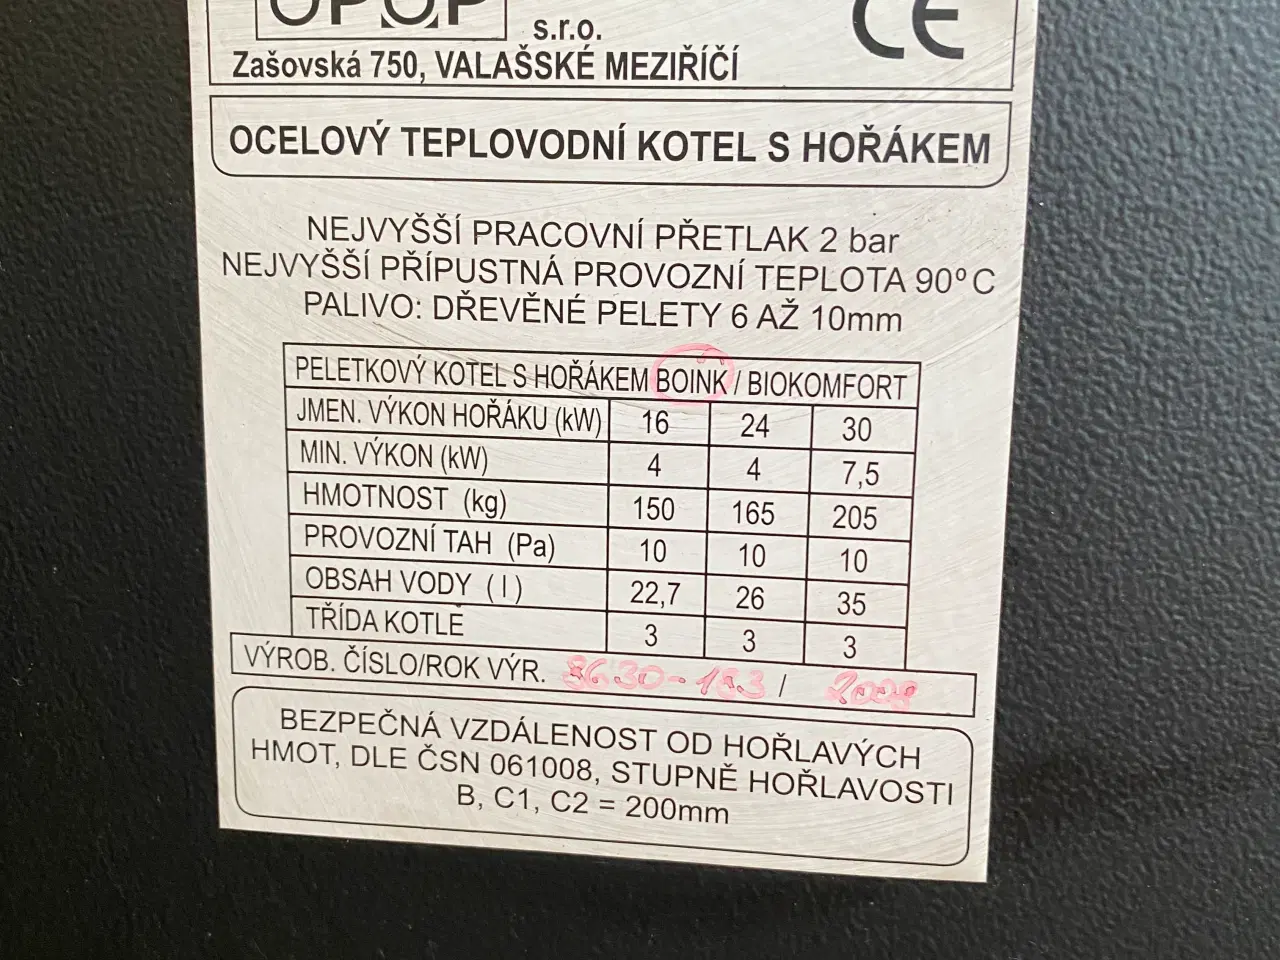 OPOP
s.r.o.
CE
Zašovská 750, VALAŠSKÉ MEZIŘÍČÍ
OCELOVÝ TEPLOVODNÍ KOTEL S HOŘÁKEM
NEJVYŠŠÍ PRACOVNÍ PŘETLAK 2 bar
NEJVYŠŠÍ PŘÍPUSTNÁ PROVOZNÍ TEPLOTA 90º C
PALIVO: DŘEVĚNÉ PELETY 6 AŽ 10mm
PELETKOVÝ KOTEL S HOŘÁKEM BOINK / BIOKOMFORT
JMEN. VÝKON HOŘÁKU (kW) 16 24 30
MIN. VÝKON (kW) 4 4 7,5
HMOTNOST (kg) 150 165 205
PROVOZNÍ TAH (Pa) 10 10 10
OBSAH VODY ( l ) 22,7 26 35
TŘÍDA KOTLE 3 3 3
VÝROB. ČÍSLO/ROK VÝR. / 2008
BEZPEČNÁ VZDÁLENOST OD HOŘLAVÝCH
HMOT, DLE ČSN 061008, STUPNĚ HOŘLAVOSTI
B, C1, C2 = 200mm